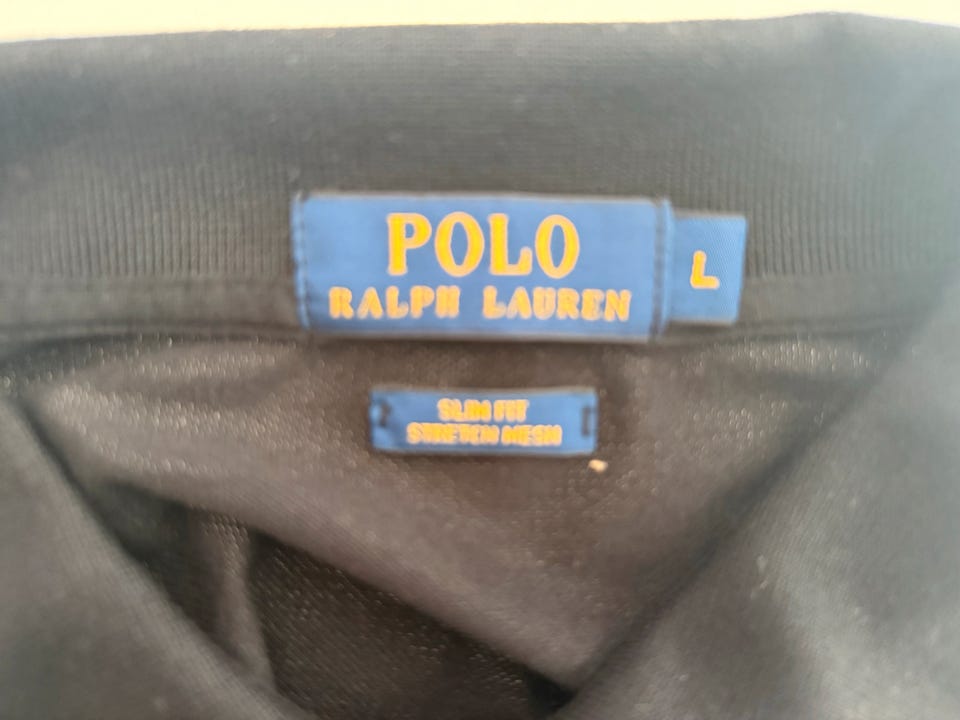 POLO
RALPH LAUREN
L
SLIM FIT
STRETCH MESH